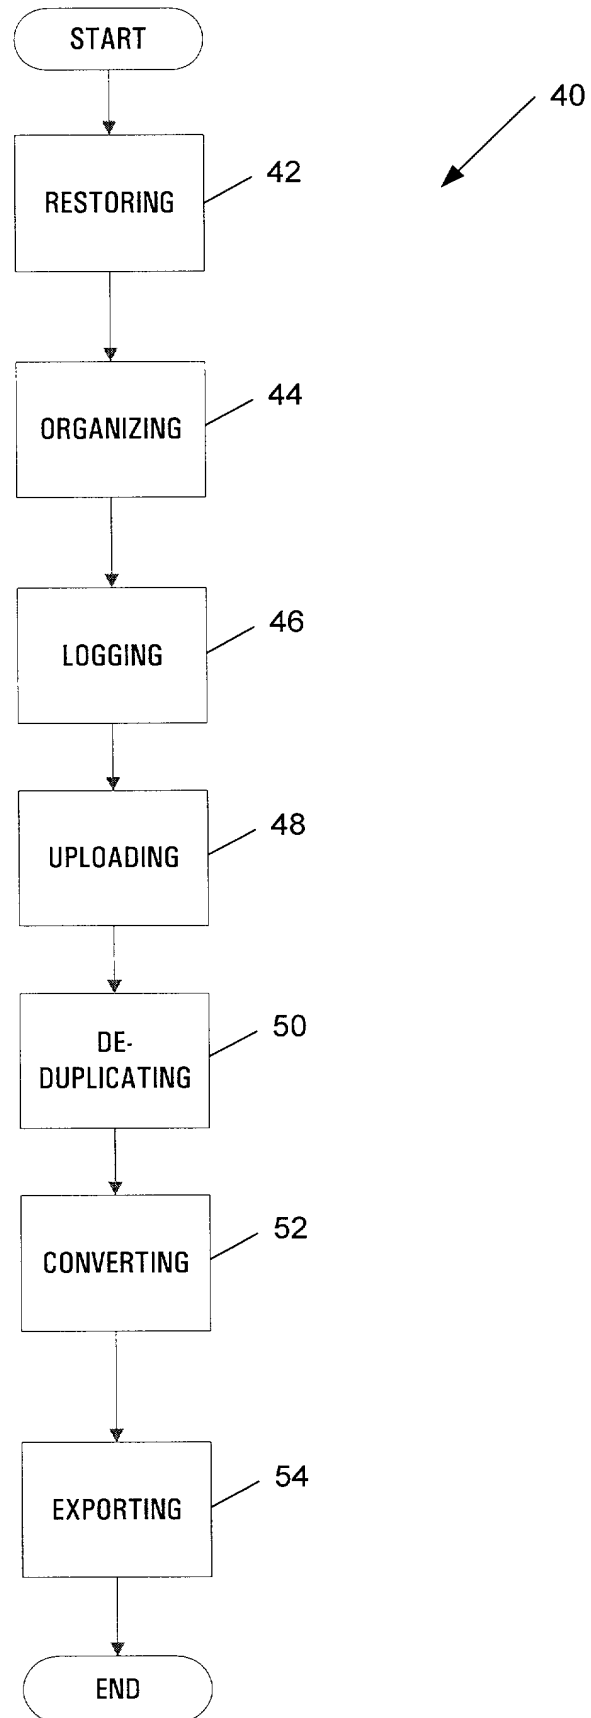 START
40
RESTORING
42
ORGANIZING
44
LOGGING
46
UPLOADING
48
DE-
DUPLICATING
50
CONVERTING
52
EXPORTING
54
END